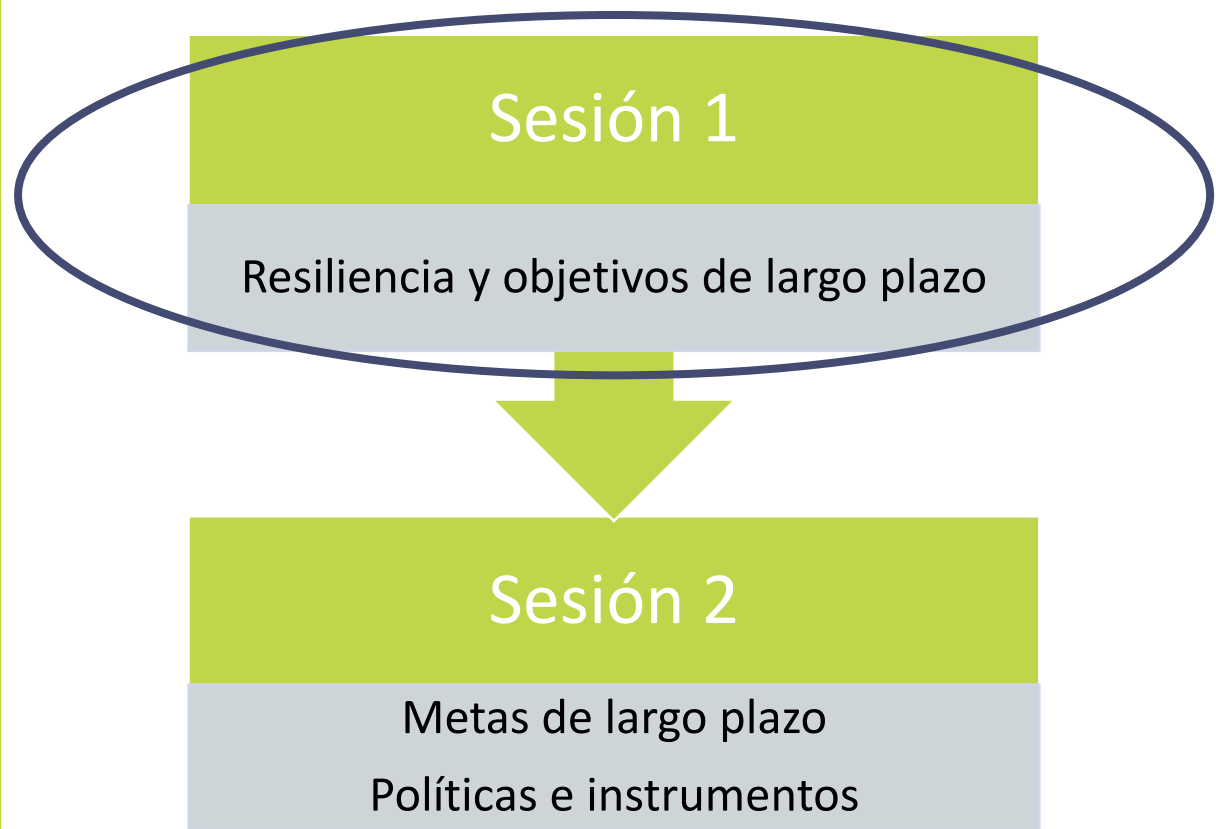 Sesión 1
Resiliencia y objetivos de largo plazo
Sesión 2
Metas de largo plazo
Políticas e instrumentos